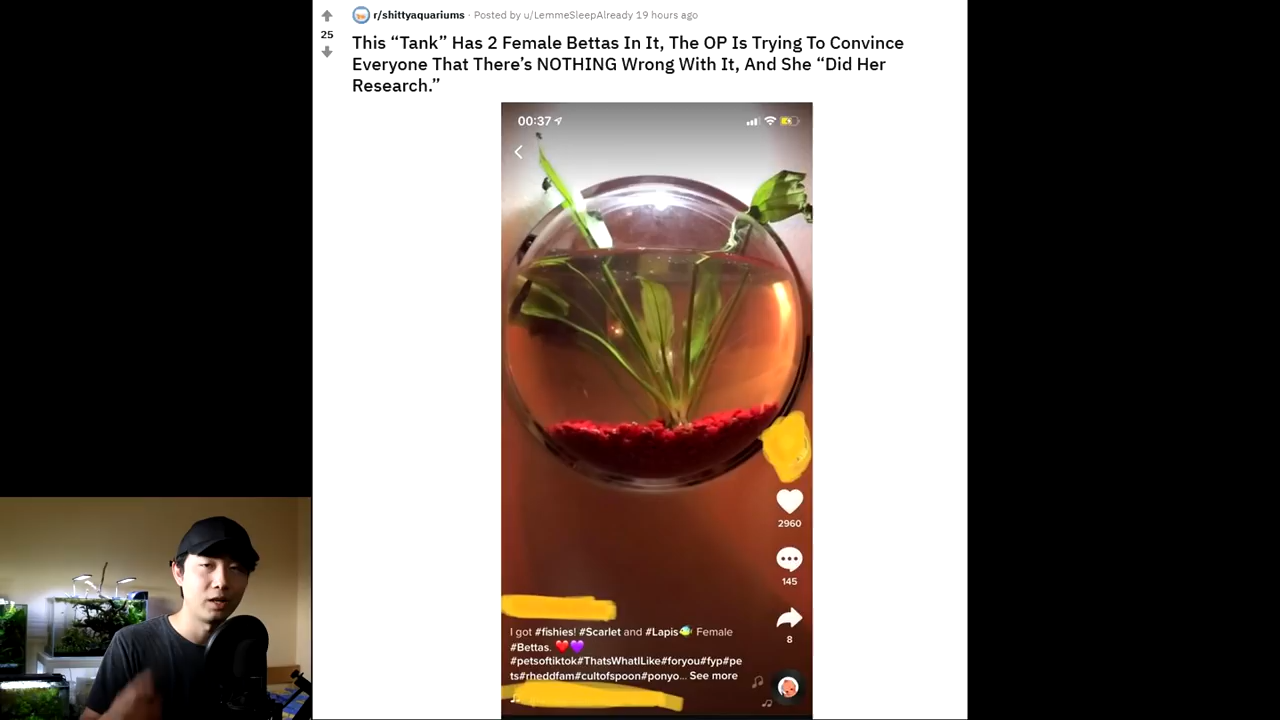 r/shittyaquariums · Posted by u/LemmeSleepAlready 19 hours ago
25
This “Tank” Has 2 Female Bettas In It, The OP Is Trying To Convince
Everyone That There’s NOTHING Wrong With It, And She “Did Her
Research.”
00:37
2960
145
8
I got #fishies! #Scarlet and #Lapis🐠 Female
#Bettas. ❤️💜
#petsoftiktok#ThatsWhatILike#foryou#fyp#pe
ts#rheddfam#cultofspoon#ponyo... See more